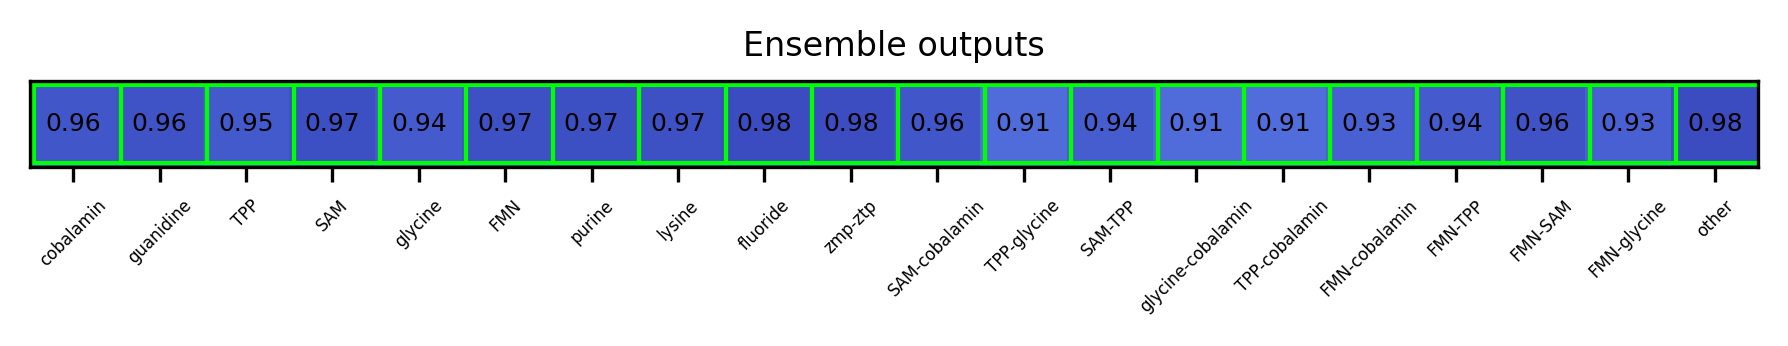 Ensemble outputs
0.96 0.96 0.95 0.97 0.94 0.97 0.97 0.97 0.98 0.98 0.96 0.91 0.94 0.91 0.91 0.93 0.94 0.96 0.93 0.98
cobalamin guanidine TPP SAM glycine FMN purine lysine fluoride zmp-ztp SAM-cobalamin TPP-glycine SAM-TPP glycine-cobalamin TPP-cobalamin FMN-cobalamin FMN-TPP FMN-SAM FMN-glycine other